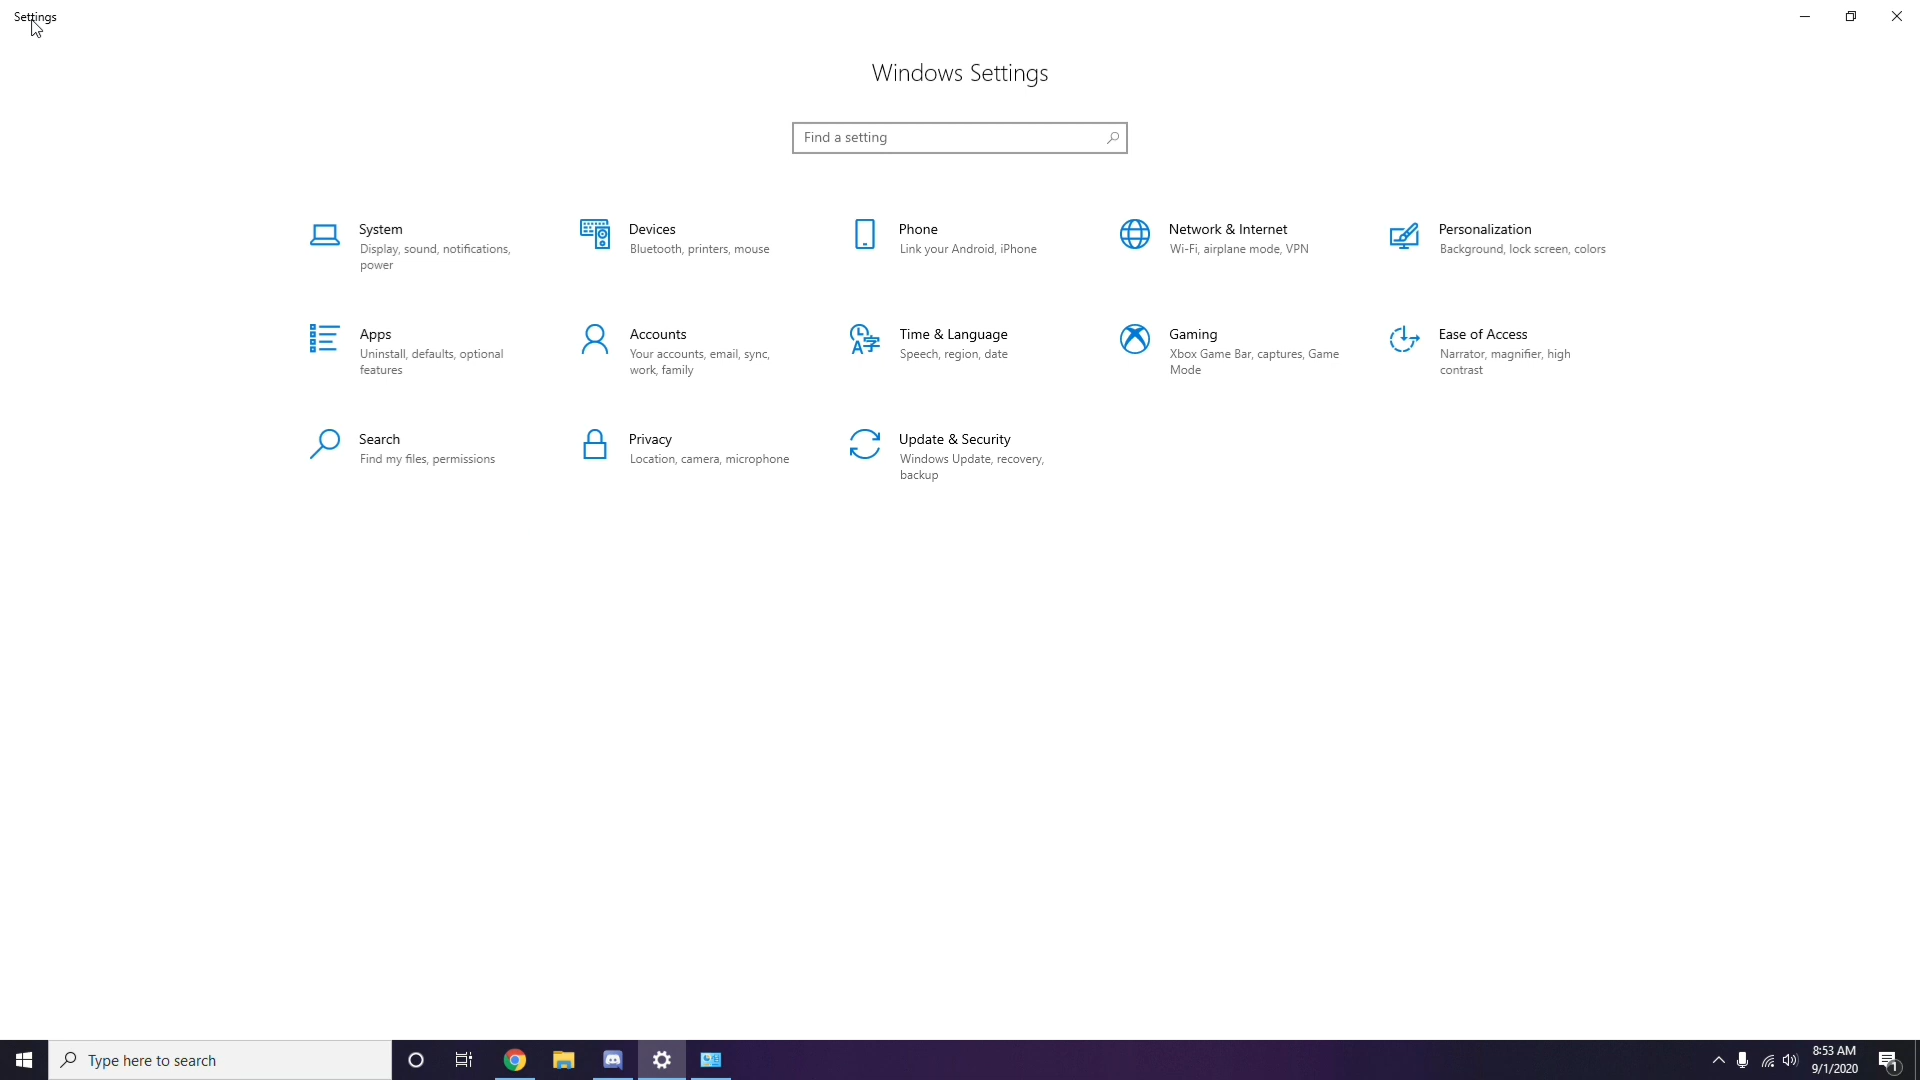 Settings
Windows Settings
Find a setting
System
Display, sound, notifications,
power
Devices
Bluetooth, printers, mouse
Phone
Link your Android, iPhone
Network & Internet
Wi-Fi, airplane mode, VPN
Personalization
Background, lock screen, colors
Apps
Uninstall, defaults, optional
features
Accounts
Your accounts, email, sync,
work, family
Time & Language
Speech, region, date
Gaming
Xbox Game Bar, captures, Game
Mode
Ease of Access
Narrator, magnifier, high
contrast
Search
Find my files, permissions
Privacy
Location, camera, microphone
Update & Security
Windows Update, recovery,
backup
Type here to search
8:53 AM
9/1/2020
1